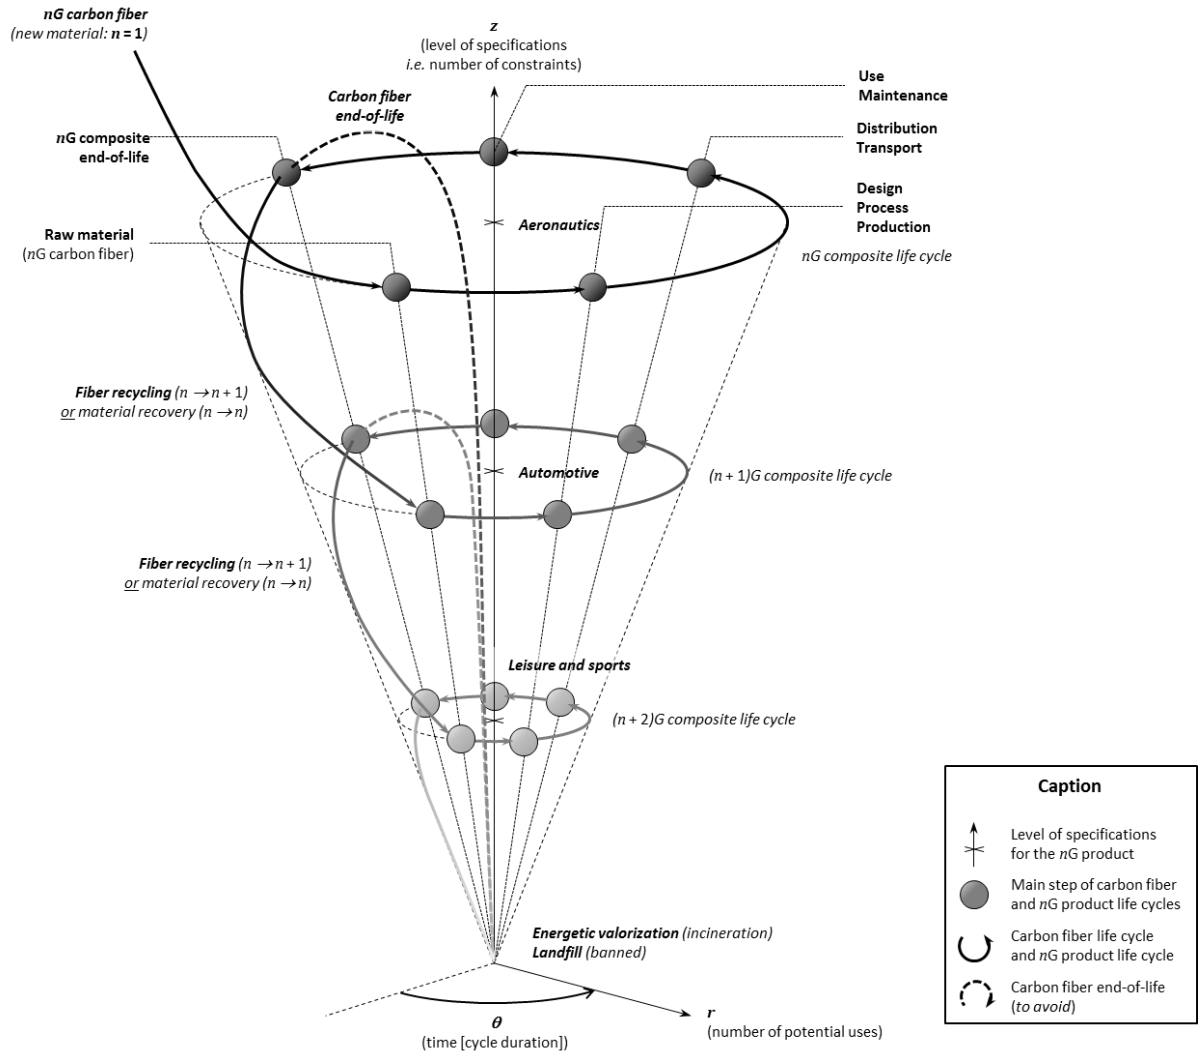 nG carbon fiber
(new material: n = 1)
z
(level of specifications
i.e. number of constraints)
Carbon fiber
end-of-life
Use
Maintenance
nG composite
end-of-life
Distribution
Transport
Design
Process
Production
Aeronautics
Raw material
(nG carbon fiber)
nG composite life cycle
Fiber recycling (n → n + 1)
or material recovery (n → n)
Automotive
(n + 1)G composite life cycle
Fiber recycling (n → n + 1)
or material recovery (n → n)
Leisure and sports
(n + 2)G composite life cycle
Energetic valorization (incineration)
Landfill (banned)
r
(number of potential uses)
θ
(time [cycle duration])
Caption
Level of specifications
for the nG product
Main step of carbon fiber
and nG product life cycles
Carbon fiber life cycle
and nG product life cycle
Carbon fiber end-of-life
(to avoid)